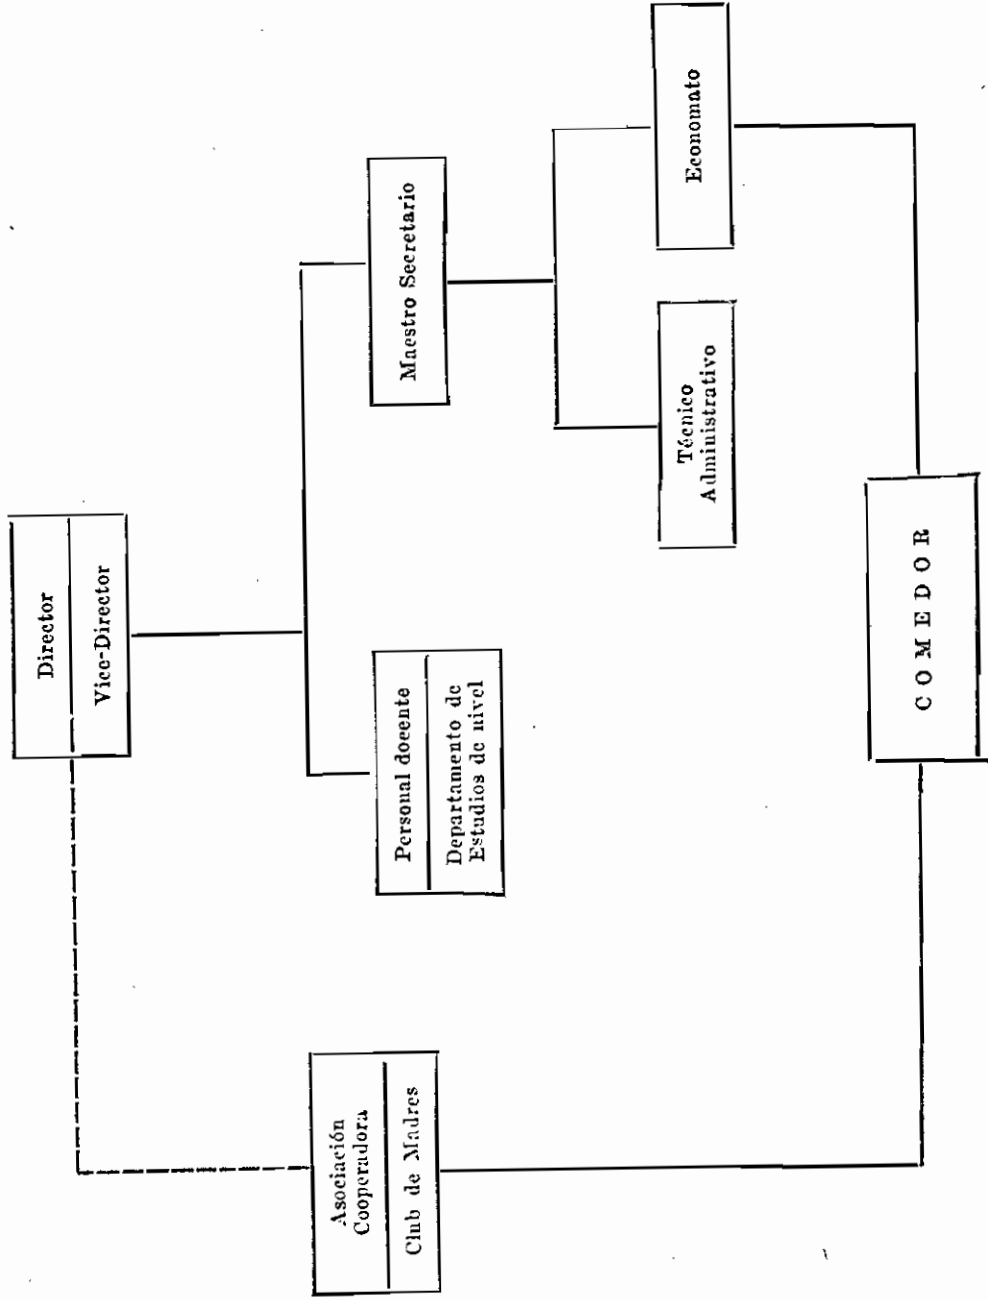 Director
Vice-Director
Asociación
Cooperadora
Club de Madres
Personal docente
Departamento de
Estudios de nivel
Maestro Secretario
Técnico
Administrativo
Economato
COMEDOR